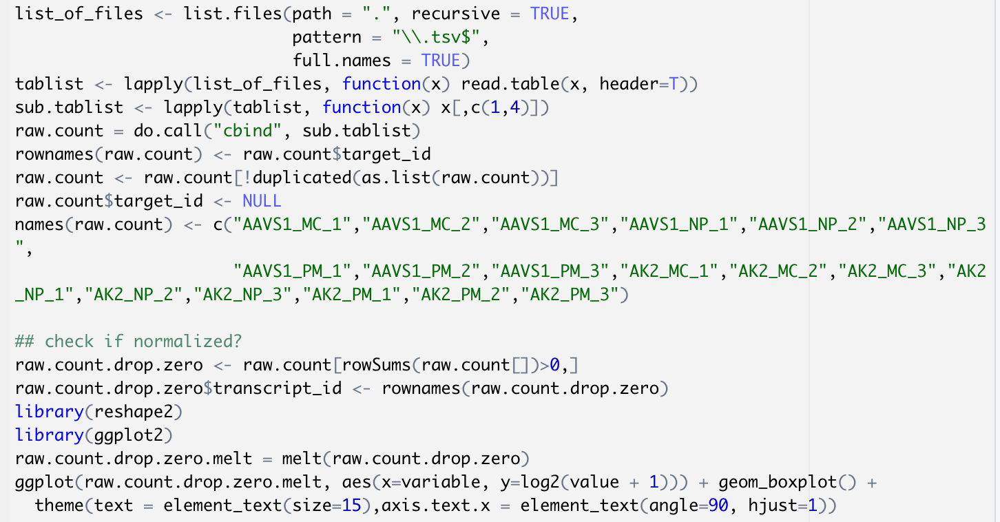 list_of_files <- list.files(path = ".", recursive = TRUE,
                            pattern = "\\.tsv$",
                            full.names = TRUE)
tablist <- lapply(list_of_files, function(x) read.table(x, header=T))
sub.tablist <- lapply(tablist, function(x) x[,c(1,4)])
raw.count = do.call("cbind", sub.tablist)
rownames(raw.count) <- raw.count$target_id
raw.count <- raw.count[!duplicated(as.list(raw.count))]
raw.count$target_id <- NULL
names(raw.count) <- c("AAVS1_MC_1","AAVS1_MC_2","AAVS1_MC_3","AAVS1_NP_1","AAVS1_NP_2","AAVS1_NP_3
",
                      "AAVS1_PM_1","AAVS1_PM_2","AAVS1_PM_3","AK2_MC_1","AK2_MC_2","AK2_MC_3","AK2
_NP_1","AK2_NP_2","AK2_NP_3","AK2_PM_1","AK2_PM_2","AK2_PM_3")

## check if normalized?
raw.count.drop.zero <- raw.count[rowSums(raw.count[])>0,]
raw.count.drop.zero$transcript_id <- rownames(raw.count.drop.zero)
library(reshape2)
library(ggplot2)
raw.count.drop.zero.melt = melt(raw.count.drop.zero)
ggplot(raw.count.drop.zero.melt, aes(x=variable, y=log2(value + 1))) + geom_boxplot() +
  theme(text = element_text(size=15),axis.text.x = element_text(angle=90, hjust=1))